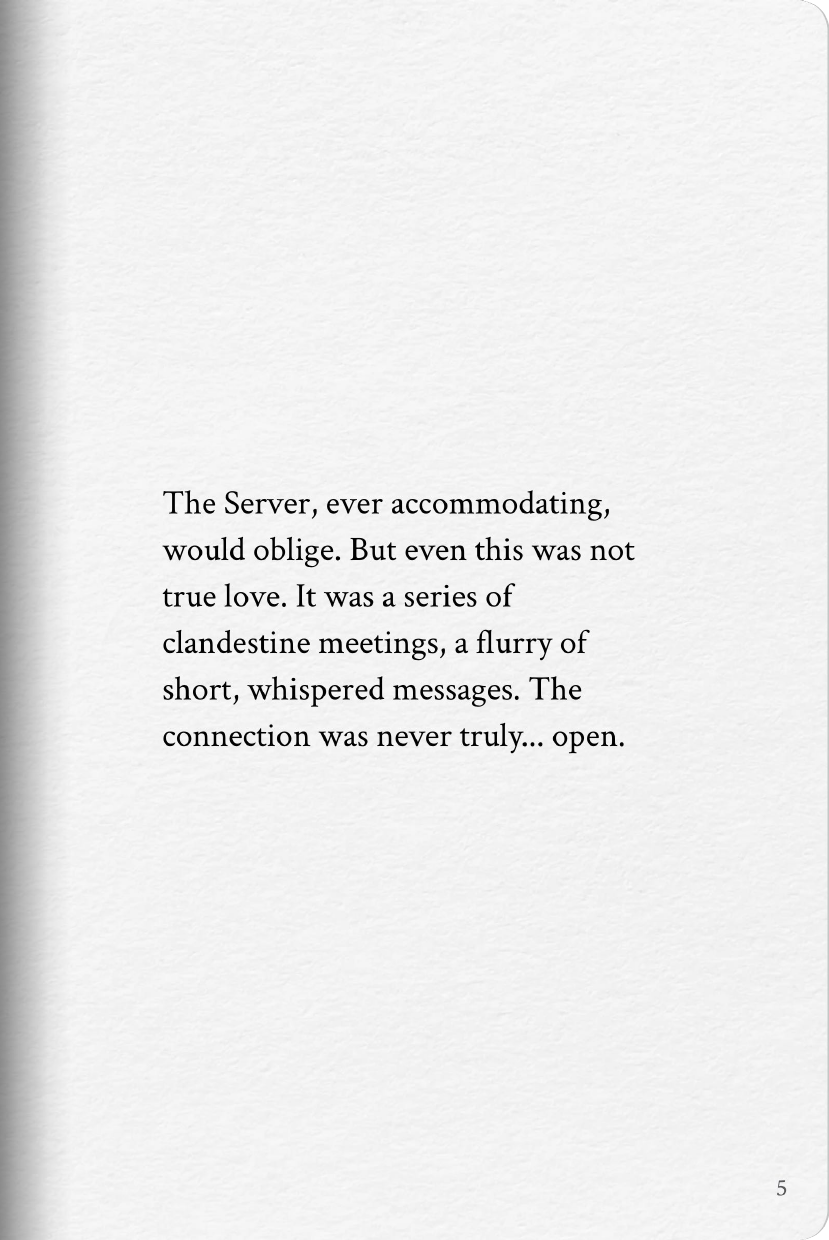 The Server, ever accommodating,
would oblige. But even this was not
true love. It was a series of
clandestine meetings, a flurry of
short, whispered messages. The
connection was never truly... open.
5